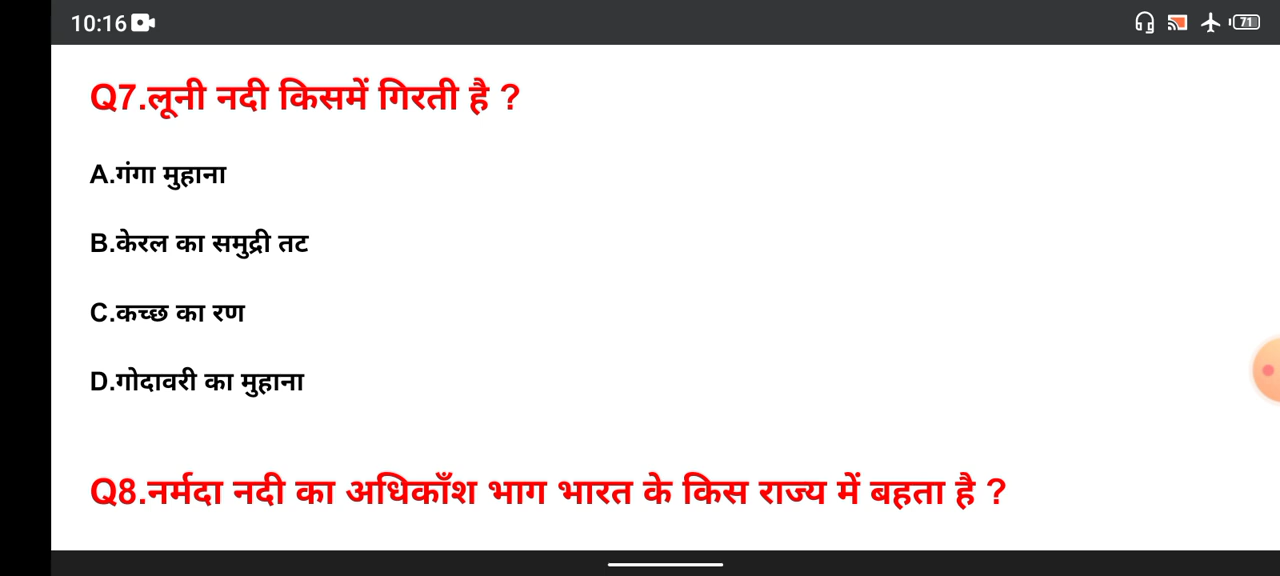 10:16
71
Q7.लूनी नदी किसमें गिरती है ?
A.गंगा मुहाना
B.केरल का समुद्री तट
C.कच्छ का रण
D.गोदावरी का मुहाना
Q8.नर्मदा नदी का अधिकाँश भाग भारत के किस राज्य में बहता है ?